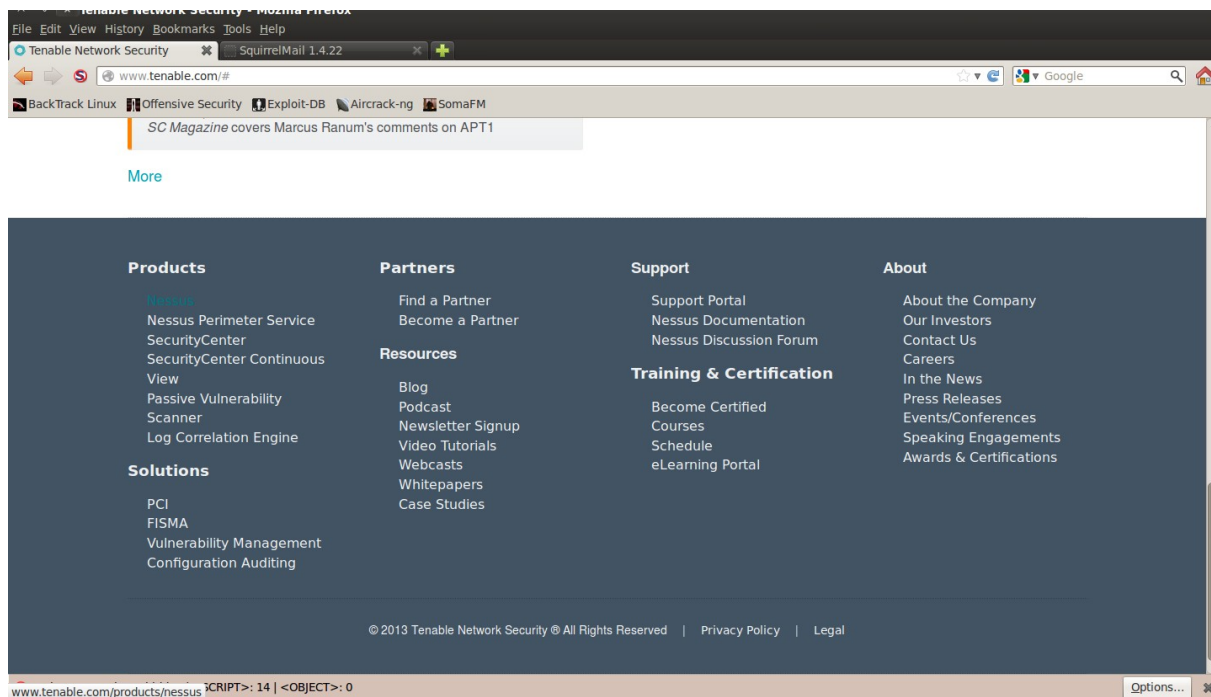 Tenable Network Security - Mozilla Firefox
File Edit View History Bookmarks Tools Help
Tenable Network Security SquirrelMail 1.4.22
www.tenable.com/# Google
BackTrack Linux Offensive Security Exploit-DB Aircrack-ng SomaFM
SC Magazine covers Marcus Ranum's comments on APT1
More
Products
Nessus
Nessus Perimeter Service
SecurityCenter
SecurityCenter Continuous
View
Passive Vulnerability
Scanner
Log Correlation Engine
Solutions
PCI
FISMA
Vulnerability Management
Configuration Auditing
Partners
Find a Partner
Become a Partner
Resources
Blog
Podcast
Newsletter Signup
Video Tutorials
Webcasts
Whitepapers
Case Studies
Support
Support Portal
Nessus Documentation
Nessus Discussion Forum
Training & Certification
Become Certified
Courses
Schedule
eLearning Portal
About
About the Company
Our Investors
Contact Us
Careers
In the News
Press Releases
Events/Conferences
Speaking Engagements
Awards & Certifications
© 2013 Tenable Network Security ® All Rights Reserved | Privacy Policy | Legal
SCRIPT>: 14 | <OBJECT>: 0 Options...
www.tenable.com/products/nessus